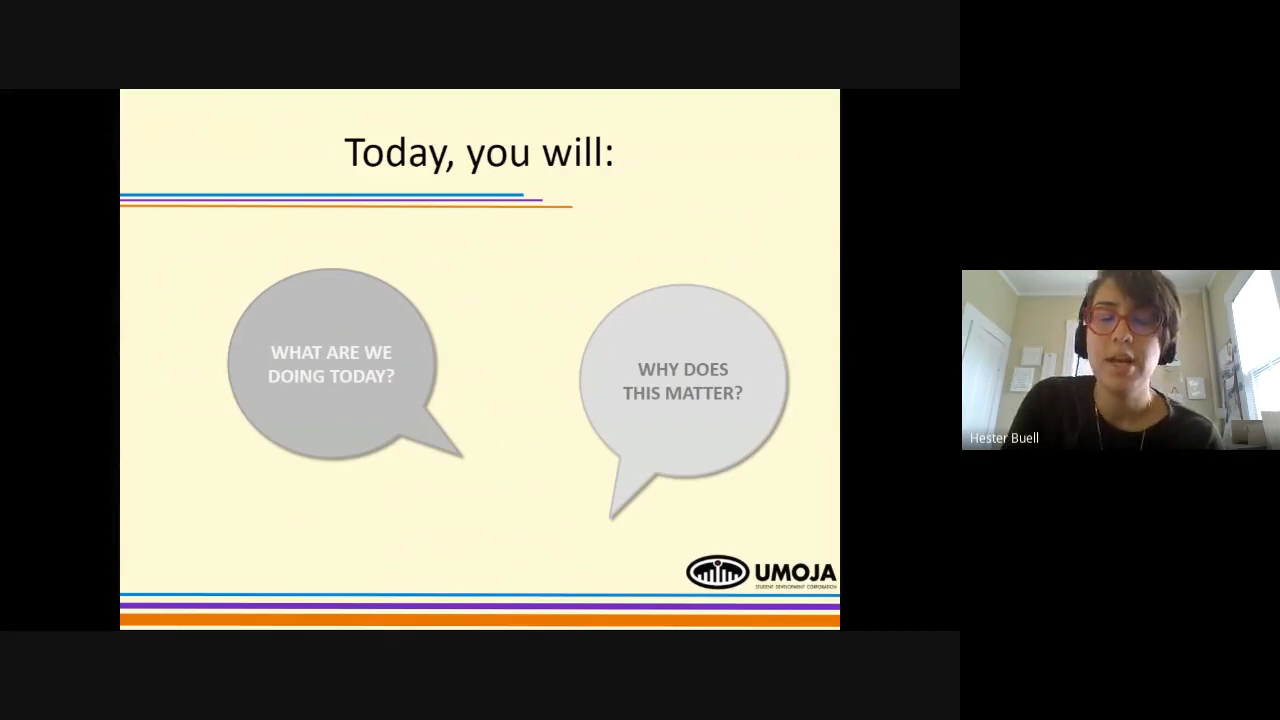 Today, you will:
WHAT ARE WE
DOING TODAY?
WHY DOES
THIS MATTER?
Hester Buell
UMOJA
STUDENT DEVELOPMENT CORPORATION